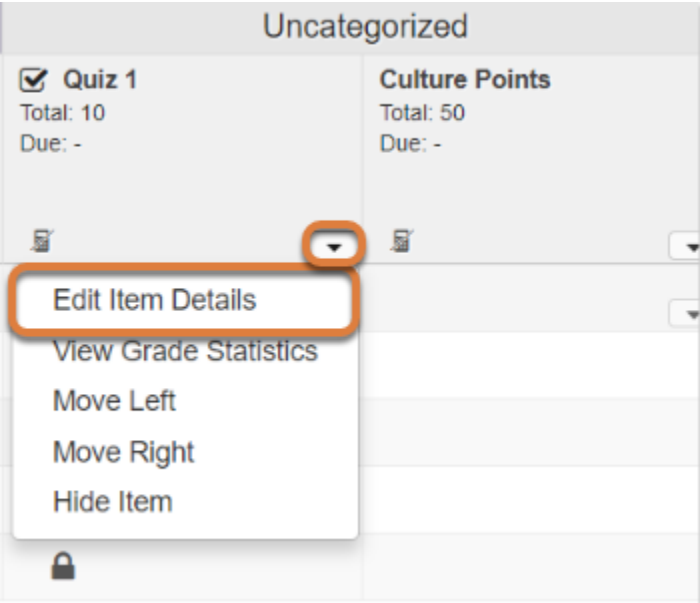 Uncategorized
Quiz 1
Total: 10
Due: -
Culture Points
Total: 50
Due: -
Edit Item Details
View Grade Statistics
Move Left
Move Right
Hide Item